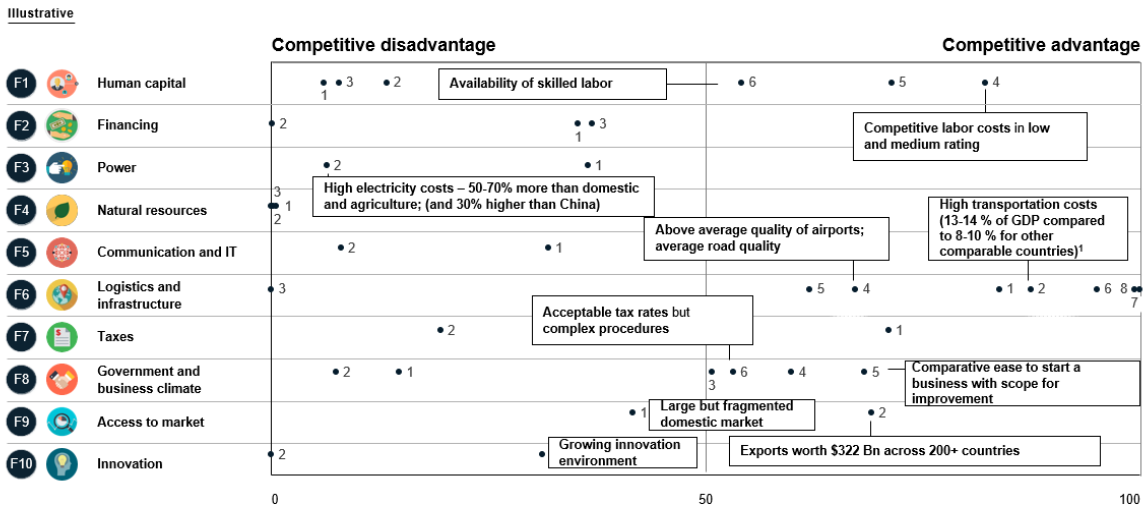 Illustrative
Competitive disadvantage
Competitive advantage
F1
Human capital
1
3
2
Availability of skilled labor
6
5
4
Competitive labor costs in low
and medium rating
F2
Financing
2
1
3
F3
Power
2
1
High electricity costs – 50-70% more than domestic
and agriculture; (and 30% higher than China)
F4
Natural resources
3
1
2
F5
Communication and IT
2
1
Above average quality of airports;
average road quality
High transportation costs
(13-14 % of GDP compared
to 8-10 % for other
comparable countries)¹
F6
Logistics and
infrastructure
3
5
4
1
2
6
8
7
Acceptable tax rates but
complex procedures
F7
Taxes
2
1
F8
Government and
business climate
2
1
3
6
4
5
Comparative ease to start a
business with scope for
improvement
F9
Access to market
1
Large but fragmented
domestic market
2
Exports worth $322 Bn across 200+ countries
F10
Innovation
2
Growing innovation
environment
0
50
100